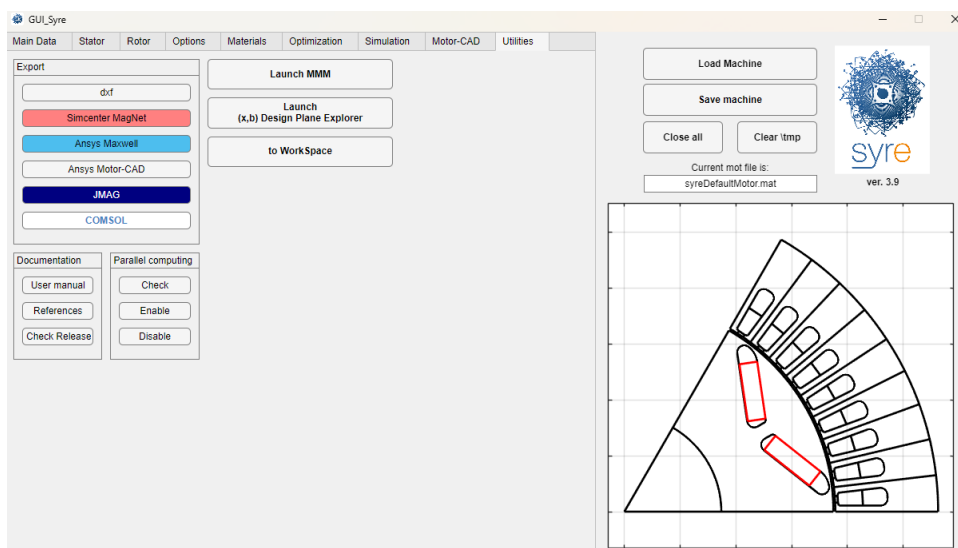 GUI_Syre
Main Data Stator Rotor Options Materials Optimization Simulation Motor-CAD Utilities
Export
dxf
Simcenter MagNet
Ansys Maxwell
Ansys Motor-CAD
JMAG
COMSOL
Launch MMM
Launch
(x,b) Design Plane Explorer
to WorkSpace
Documentation
User manual
References
Check Release
Parallel computing
Check
Enable
Disable
Load Machine
Save machine
Close all Clear \tmp
Current mot file is:
syreDefaultMotor.mat
syre
ver. 3.9